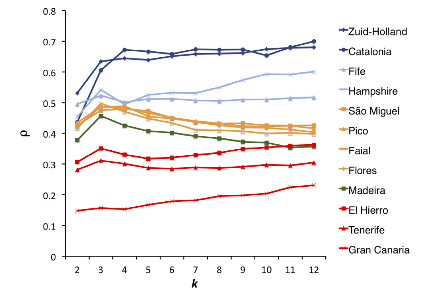 0.8
0.7
0.6
0.5
0.4
0.3
0.2
0.1
0
ρ
2 3 4 5 6 7 8 9 10 11 12
k
Zuid-Holland
Catalonia
Fife
Hampshire
São Miguel
Pico
Faial
Flores
Madeira
El Hierro
Tenerife
Gran Canaria